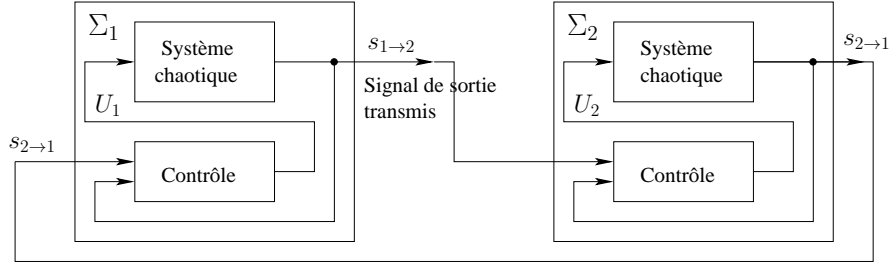 Σ₁
Système
chaotique
U₁
s₂→₁
Contrôle
s₁→₂
Signal de sortie
transmis
Σ₂
Système
chaotique
U₂
Contrôle
s₂→₁